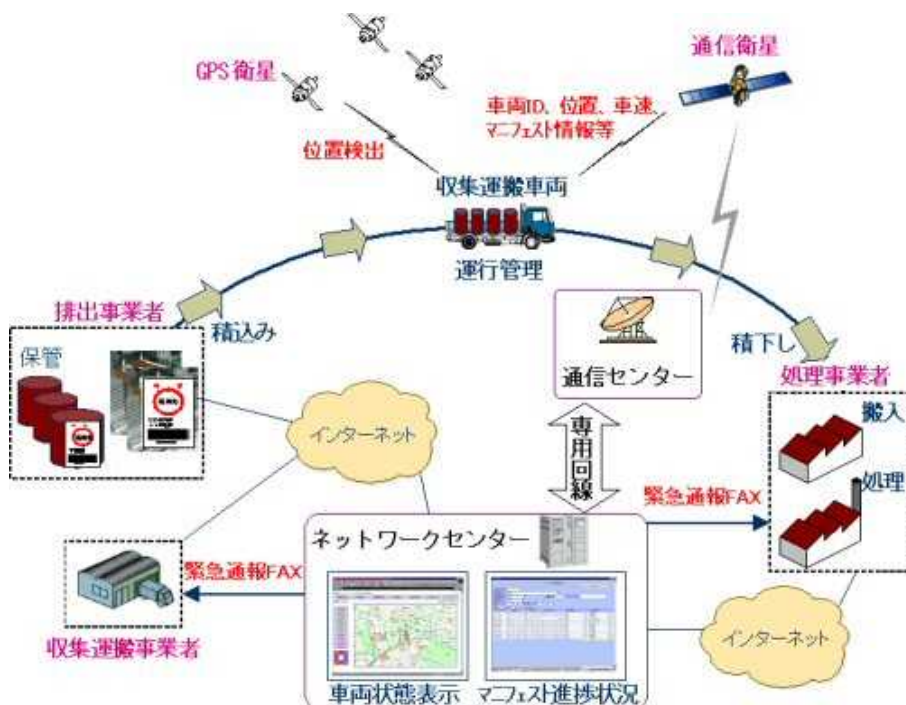 GPS衛星
通信衛星
車両ID、位置、車速、
マニフェスト情報等
位置検出
収集運搬車両
運行管理
排出事業者
積込み
保管
通信センター
積下し
処理事業者
搬入
処理
インターネット
専用回線
緊急通報FAX
ネットワークセンター
緊急通報FAX
収集運搬事業者
車両状態表示
マニフェスト進捗状況
インターネット